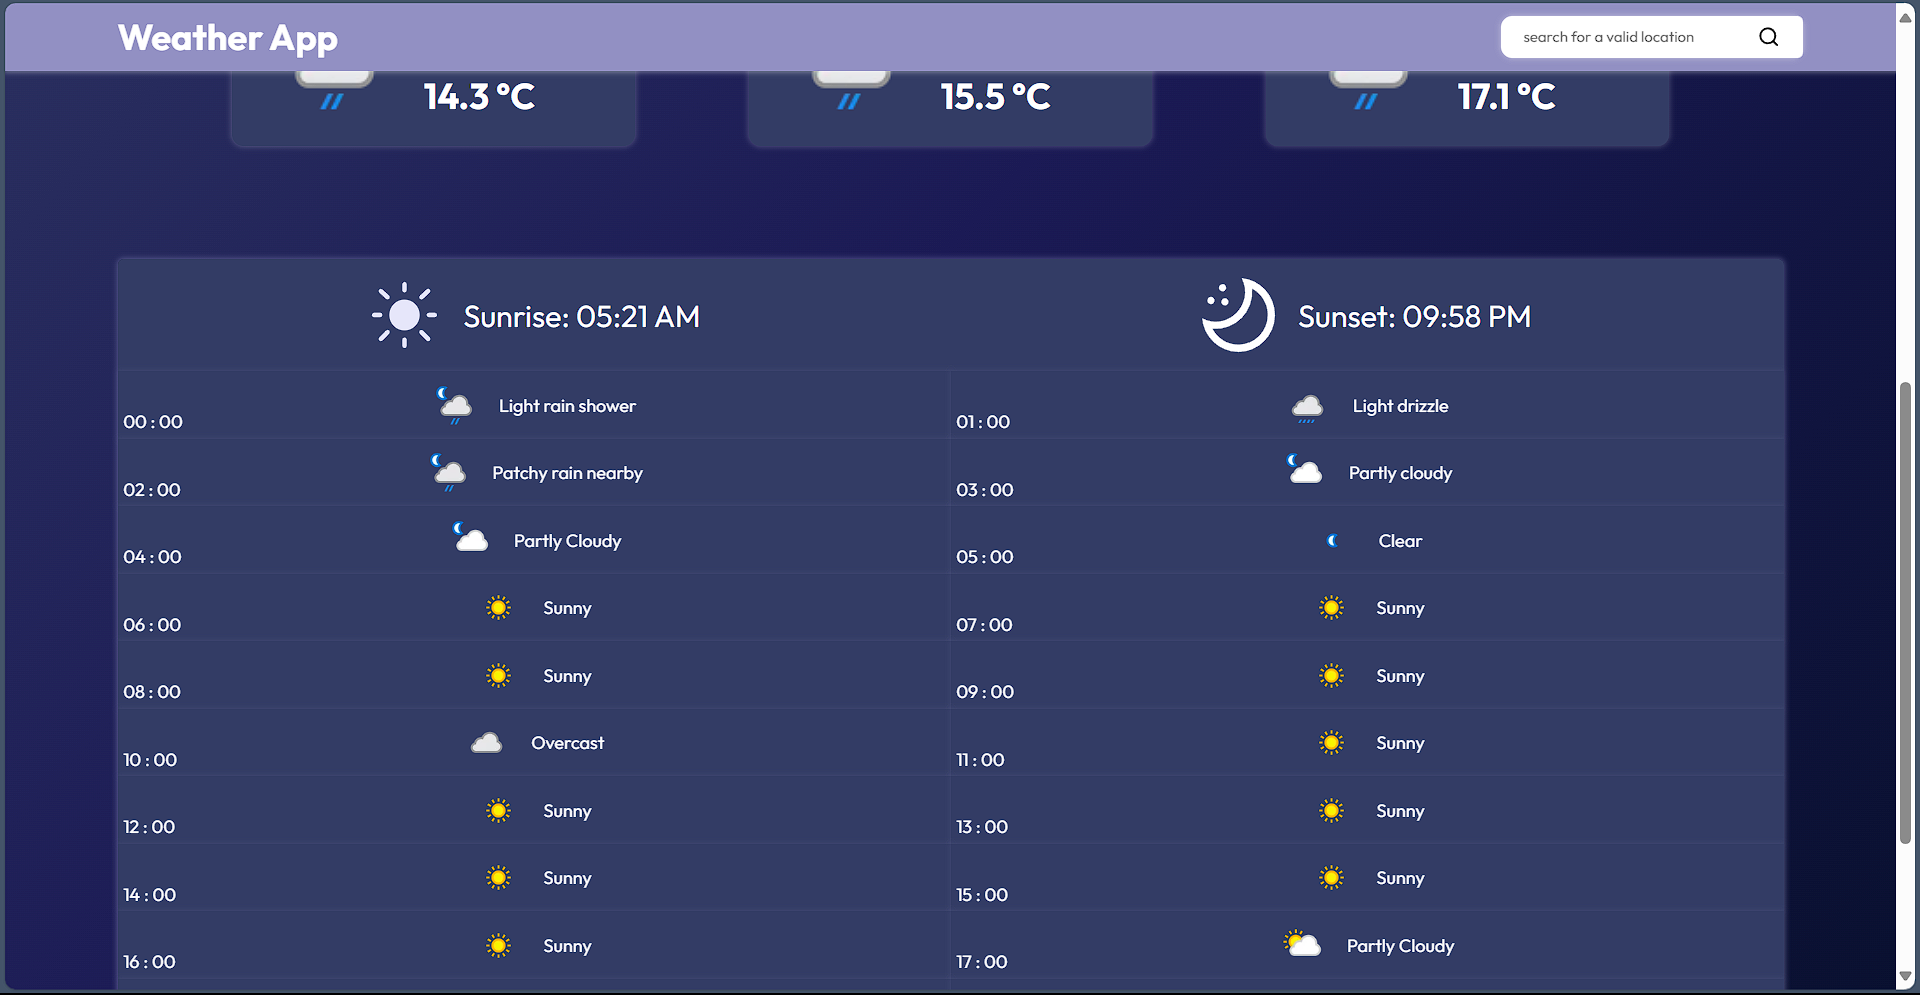 Weather App
search for a valid location
14.3 °C
15.5 °C
17.1 °C
Sunrise: 05:21 AM
Sunset: 09:58 PM
00 : 00
Light rain shower
01 : 00
Light drizzle
02 : 00
Patchy rain nearby
03 : 00
Partly cloudy
04 : 00
Partly Cloudy
05 : 00
Clear
06 : 00
Sunny
07 : 00
Sunny
08 : 00
Sunny
09 : 00
Sunny
10 : 00
Overcast
11 : 00
Sunny
12 : 00
Sunny
13 : 00
Sunny
14 : 00
Sunny
15 : 00
Sunny
16 : 00
Sunny
17 : 00
Partly Cloudy